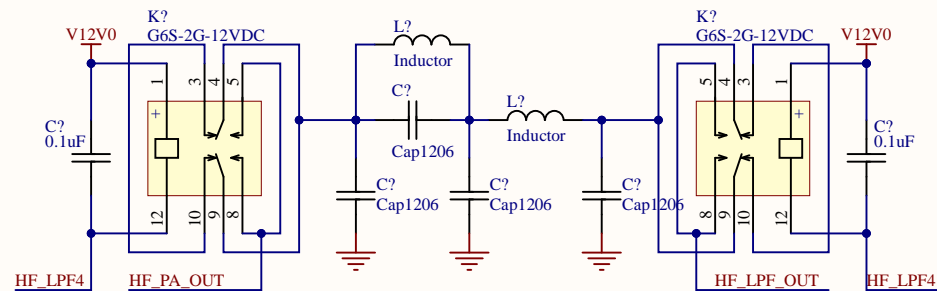 K?
G6S-2G-12VDC
V12V0
1
3
4
5
+
C?
0.1uF
12
10
9
8
HF_LPF4
HF_PA_OUT
L?
Inductor
C?
Cap1206
L?
Inductor
C?
Cap1206
C?
Cap1206
C?
Cap1206
K?
G6S-2G-12VDC
V12V0
5
4
3
1
+
C?
0.1uF
8
9
10
12
HF_LPF_OUT
HF_LPF4